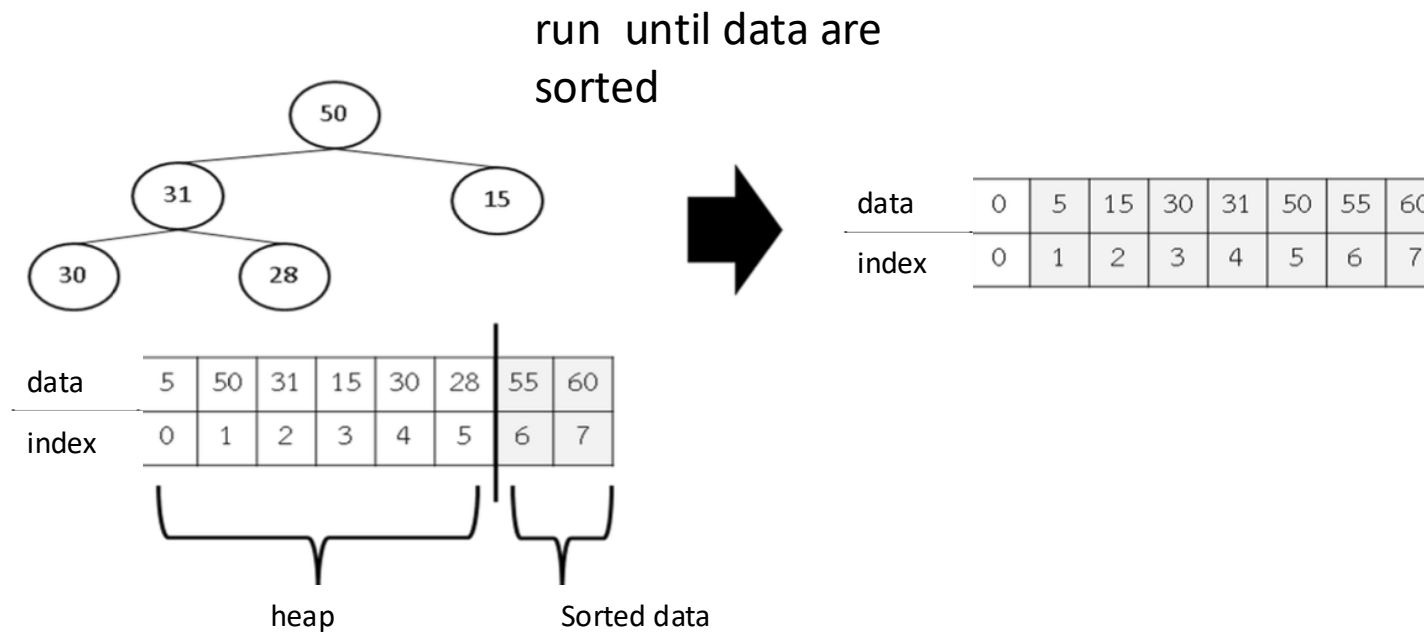 run until data are
sorted
50
31
15
30
28
data 5 50 31 15 30 28 55 60
index 0 1 2 3 4 5 6 7
heap
Sorted data
data 0 5 15 30 31 50 55 60
index 0 1 2 3 4 5 6 7